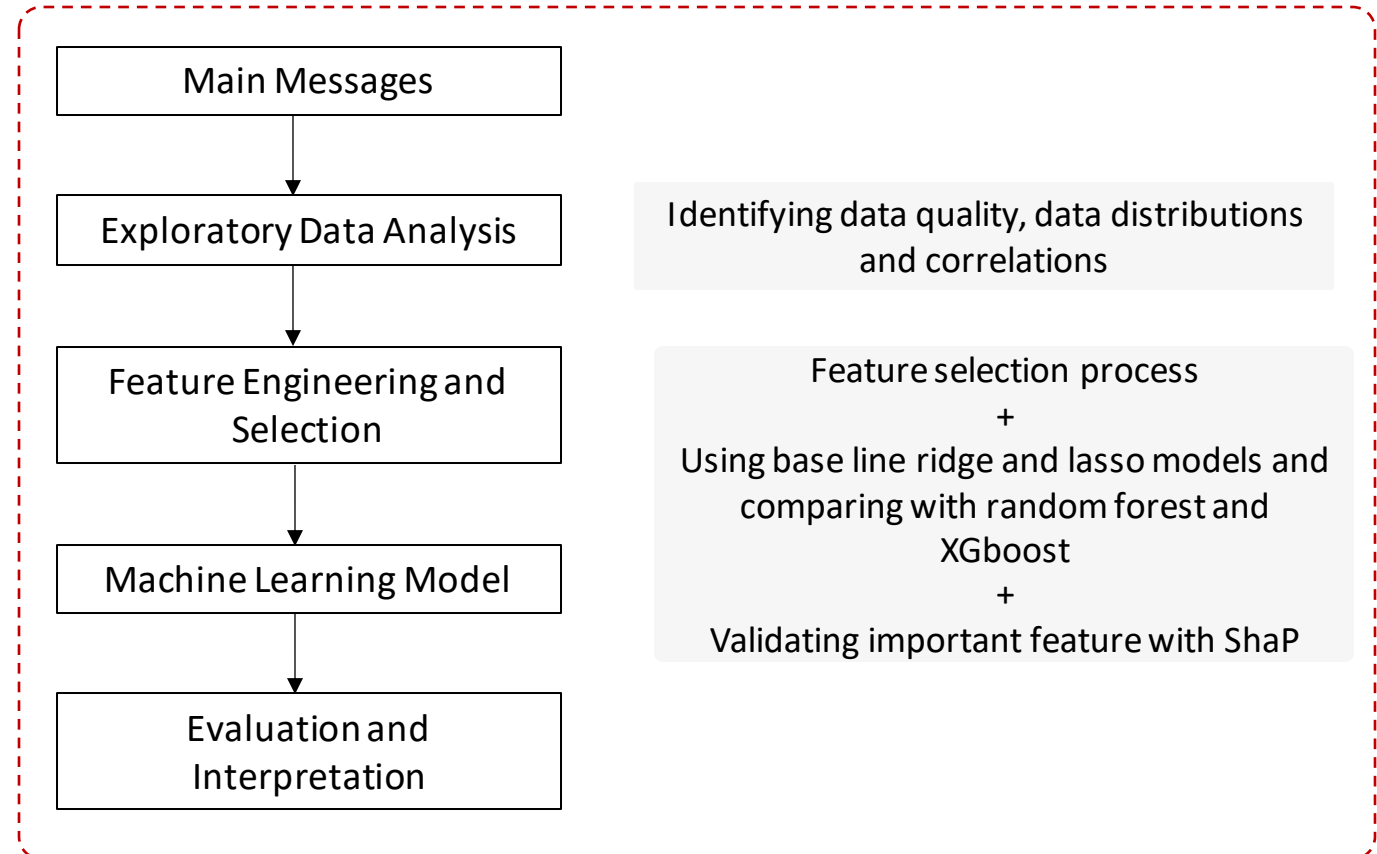 Main Messages
Exploratory Data Analysis
Identifying data quality, data distributions
and correlations
Feature Engineering and
Selection
Feature selection process
+
Using base line ridge and lasso models and
comparing with random forest and
XGboost
+
Validating important feature with ShaP
Machine Learning Model
Evaluation and
Interpretation